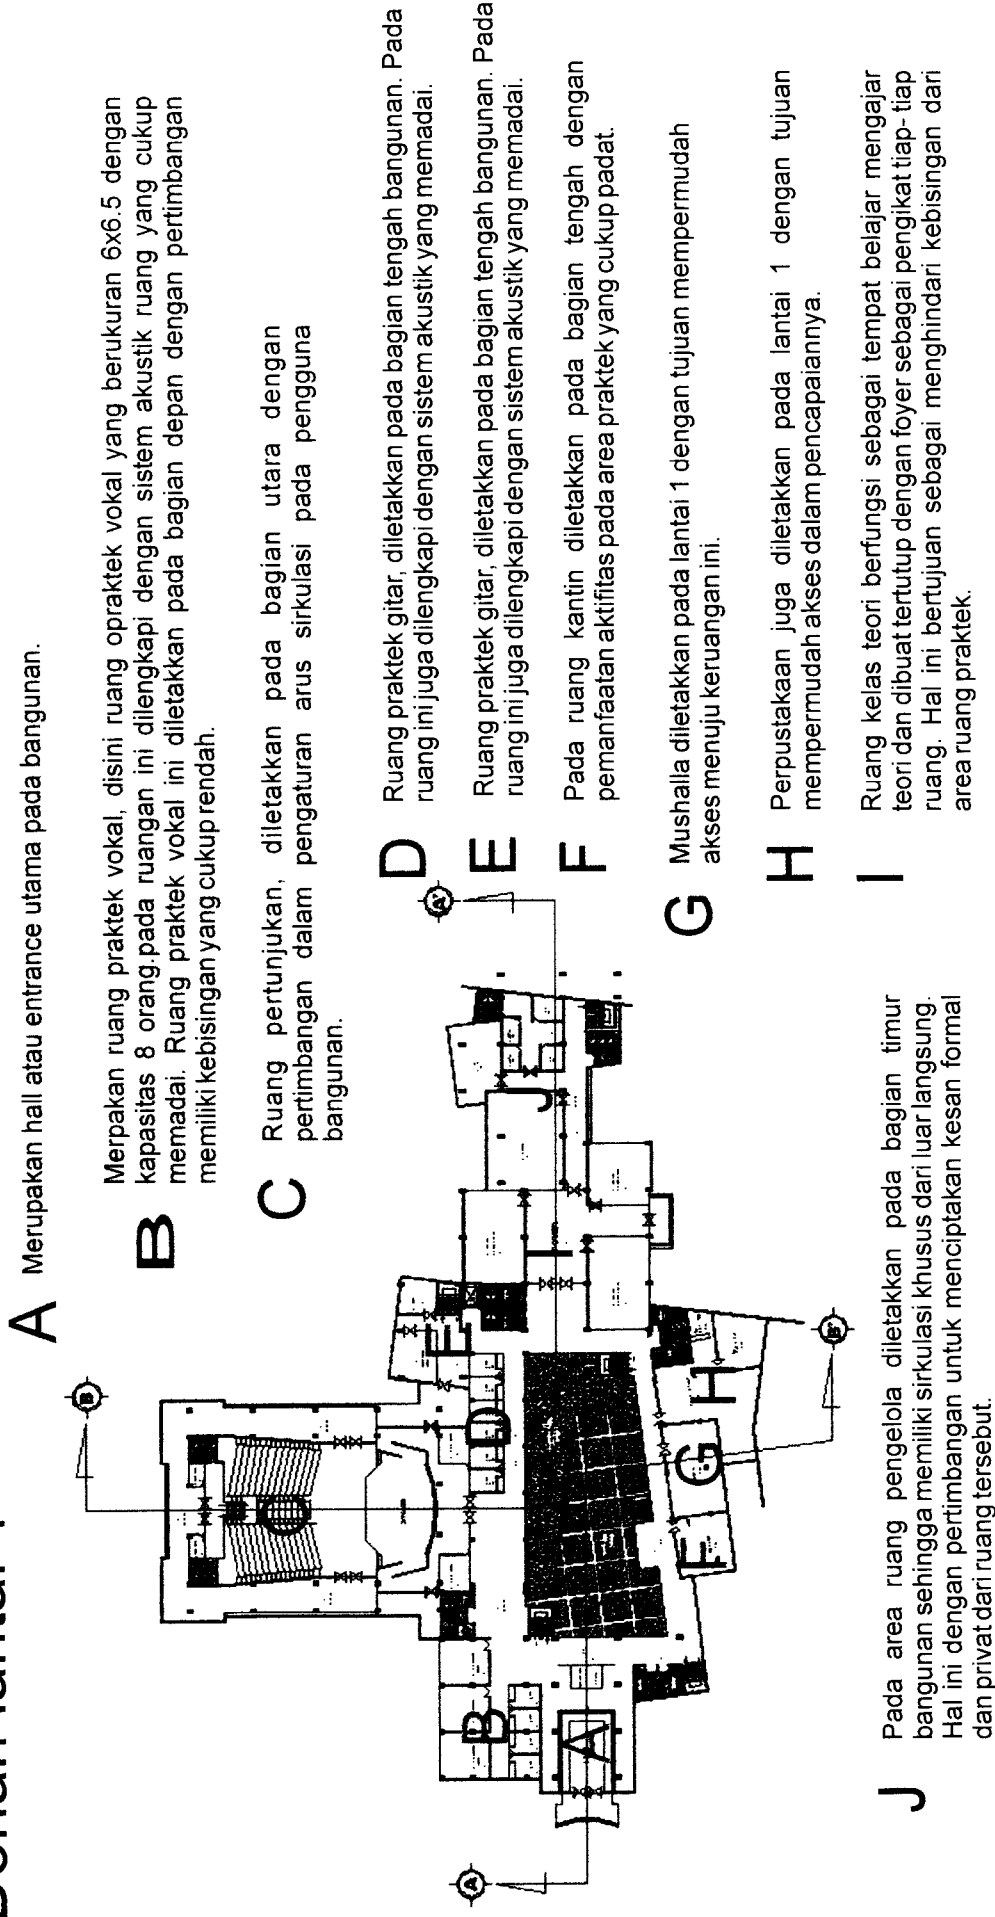 Denah lantai 1
A
Merupakan hall atau entrance utama pada bangunan.
B
Merpakan ruang praktek vokal, disini ruang opraktek vokal yang berukuran 6x6.5 dengan
kapasitas 8 orang.pada ruangan ini dilengkapi dengan sistem akustik ruang yang cukup
memadai. Ruang praktek vokal ini diletakkan pada bagian depan dengan pertimbangan
memiliki kebisingan yang cukup rendah.
C
Ruang pertunjukan, diletakkan pada bagian utara dengan
pertimbangan dalam pengaturan arus sirkulasi pada pengguna
bangunan.
D
Ruang praktek gitar, diletakkan pada bagian tengah bangunan. Pada
ruang ini juga dilengkapi dengan sistem akustik yang memadai.
E
Ruang praktek gitar, diletakkan pada bagian tengah bangunan. Pada
ruang ini juga dilengkapi dengan sistem akustik yang memadai.
F
Pada ruang kantin dietakan pada bagian tengah dengan
pemanfaatan aktifitas pada area praktek yang cukup padat.
G
Mushalla diletakkan pada lantai 1 dengan tujuan mempermudah
akses menuju keruangan ini.
H
Perpustakaan juga diletakkan pada lantai 1 dengan tujuan
mempermudah akses dalam pencapaiannya.
I
Ruang kelas teori berfungsi sebagai tempat belajar mengajar
teori dan dibuat tertutup dengan foyer sebagai pengikat tiap- tiap
ruang. Hal ini bertujuan sebagai menghindari kebisingan dari
area ruang praktek.
J
Pada area ruang pengelola diletakkan pada bagian timur
bangunan sehingga memiliki sirkulasi khusus dari luar langsung.
Hal ini dengan pertimbangan untuk menciptakan kesan formal
dan privat dari ruang tersebut.
A
B
C
D
E
F
G
H
I
J
A
A'
B
B'